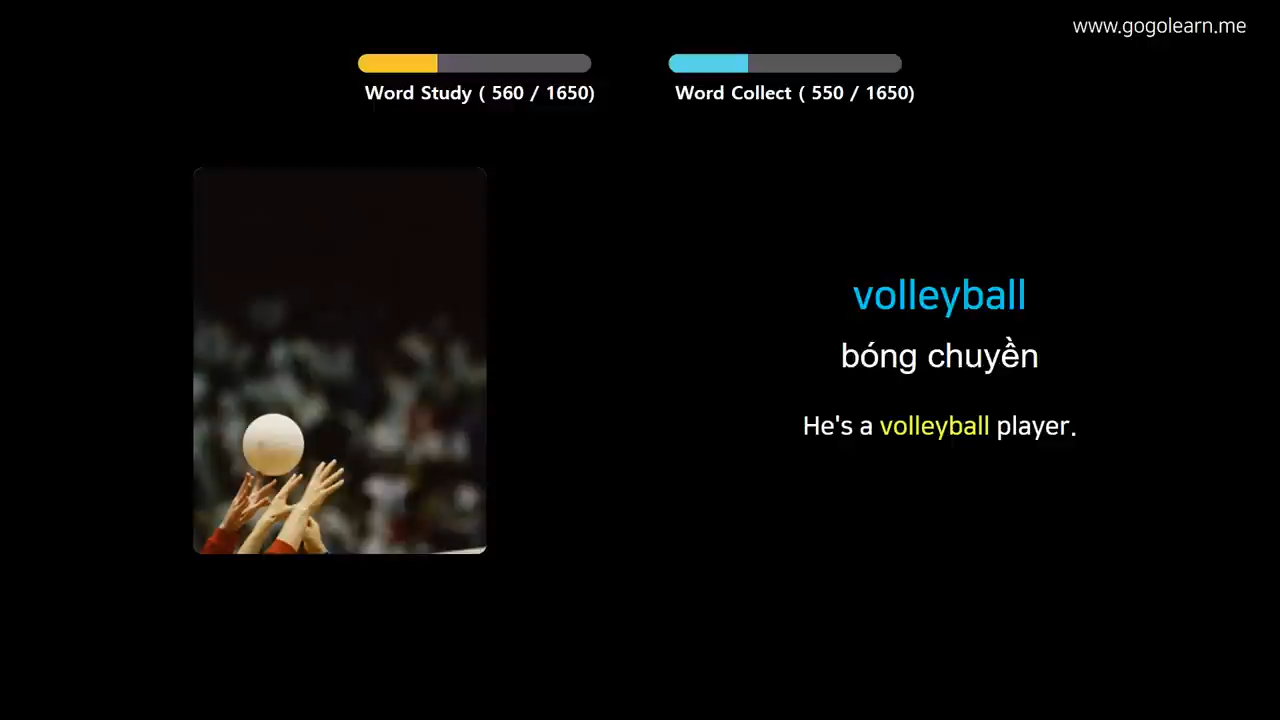 www.gogolearn.me
Word Study ( 560 / 1650)
Word Collect ( 550 / 1650)
volleyball
bóng chuyền
He's a volleyball player.